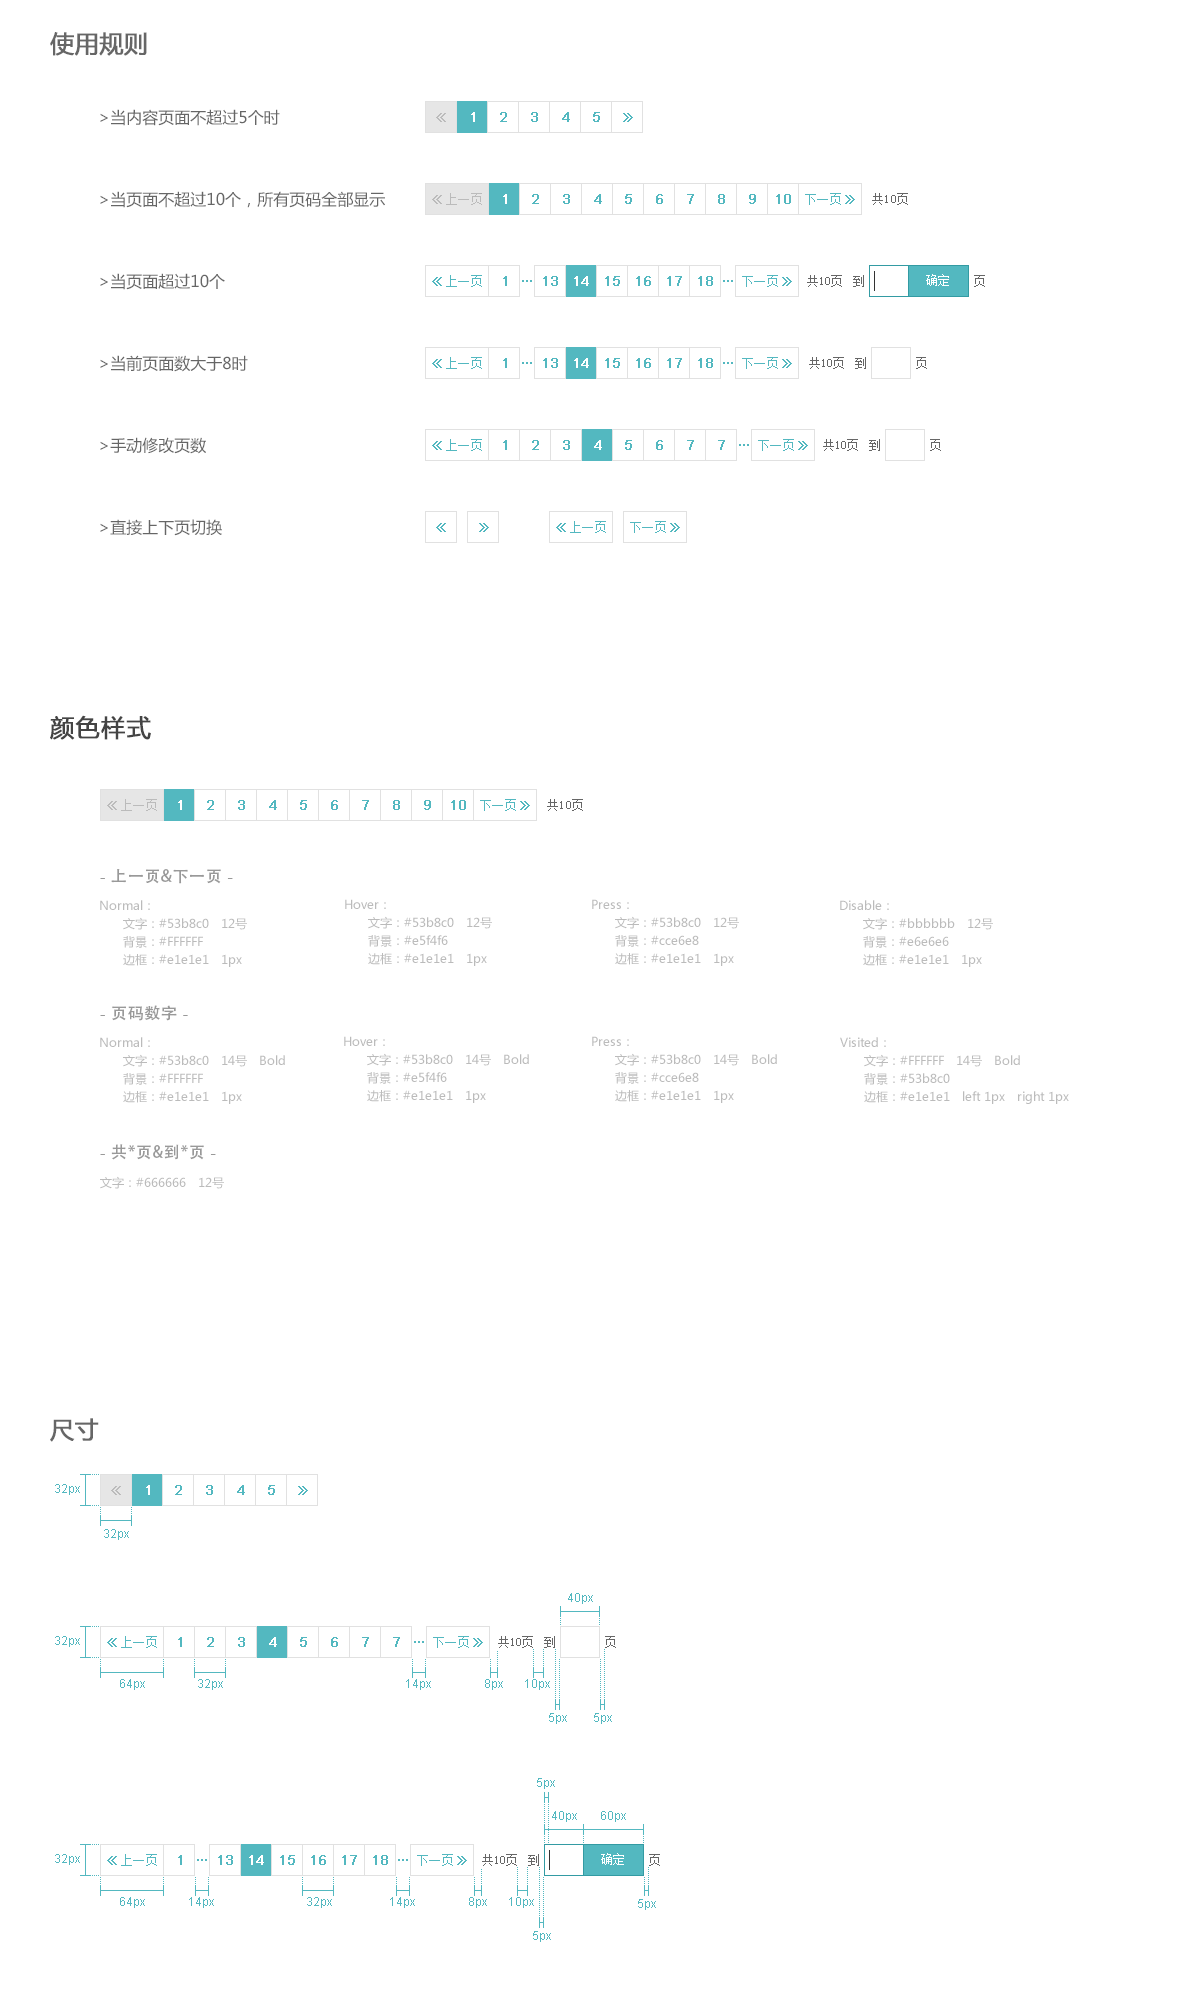 使用规则
>当内容页面不超过5个时 « 1 2 3 4 5 »
>当页面不超过10个，所有页码全部显示 «上一页 1 2 3 4 5 6 7 8 9 10 下一页» 共10页
>当页面超过10个 «上一页 1 … 13 14 15 16 17 18 … 下一页» 共10页 到 确定 页
>当前页面数大于8时 «上一页 1 … 13 14 15 16 17 18 … 下一页» 共10页 到 页
>手动修改页数 «上一页 1 2 3 4 5 6 7 7 … 下一页» 共10页 到 页
>直接上下页切换 « » «上一页 下一页»
颜色样式
«上一页 1 2 3 4 5 6 7 8 9 10 下一页» 共10页
- 上一页&下一页 -
Normal： Hover： Press： Disable：
文字：#53b8c0 12号 文字：#53b8c0 12号 文字：#53b8c0 12号 文字：#bbbbbb 12号
背景：#FFFFFF 背景：#e5f4f6 背景：#cce6e8 背景：#e6e6e6
边框：#e1e1e1 1px 边框：#e1e1e1 1px 边框：#e1e1e1 1px 边框：#e1e1e1 1px
- 页码数字 -
Normal： Hover： Press： Visited：
文字：#53b8c0 14号 Bold 文字：#53b8c0 14号 Bold 文字：#53b8c0 14号 Bold 文字：#FFFFFF 14号 Bold
背景：#FFFFFF 背景：#e5f4f6 背景：#cce6e8 背景：#53b8c0
边框：#e1e1e1 1px 边框：#e1e1e1 1px 边框：#e1e1e1 1px 边框：#e1e1e1 left 1px right 1px
- 共*页&到*页 -
文字：#666666 12号
尺寸
32px « 1 2 3 4 5 »
32px
40px
32px «上一页 1 2 3 4 5 6 7 7 … 下一页» 共10页 到 页
64px 32px 14px 8px 10px
5px 5px
5px
40px 60px
32px «上一页 1 … 13 14 15 16 17 18 … 下一页» 共10页 到 确定 页
64px 14px 32px 14px 8px 10px 5px
5px